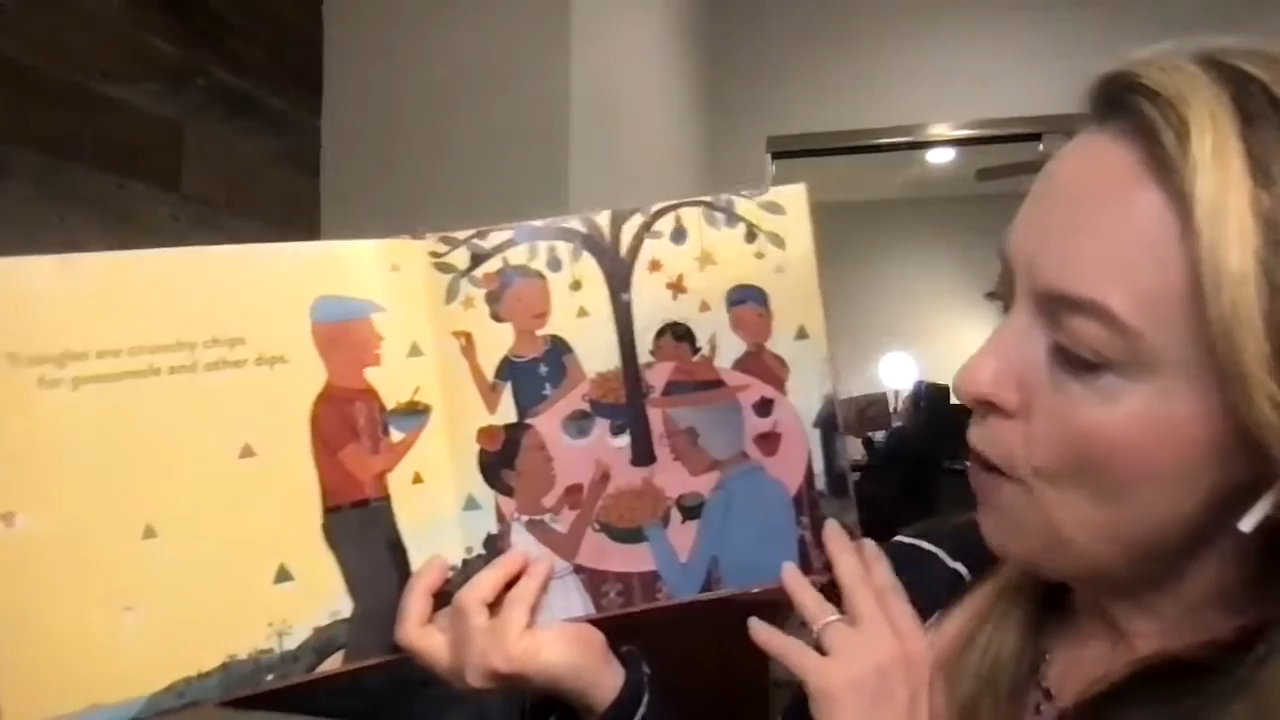 Triangles are crunchy chips
for guacamole and other dips.